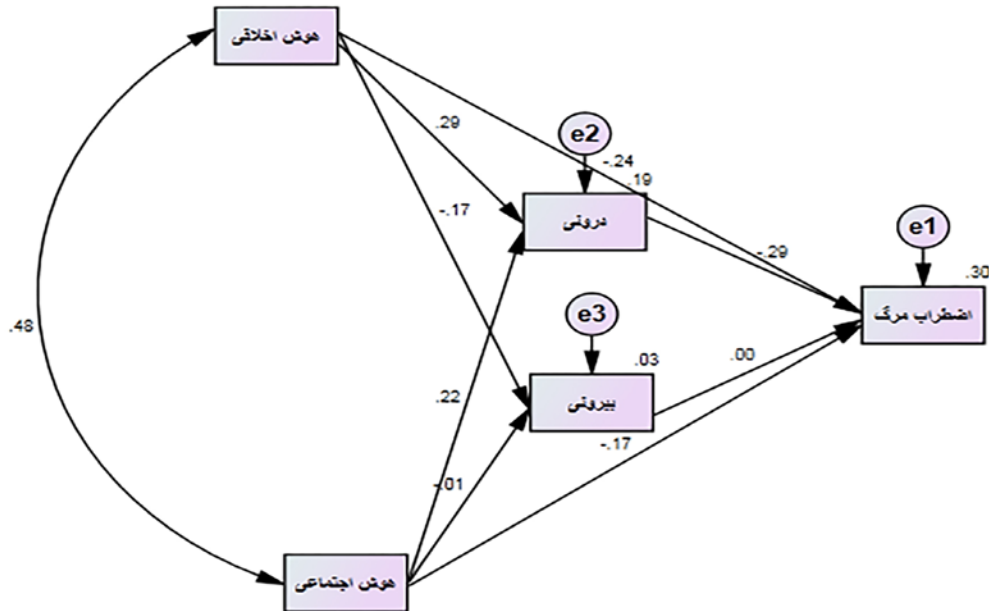 هوش اخلاقی
e2
.29
-.24
.19
درونی
e1
-.17
-.29
.30
اضطراب مرگ
e3
.48
.03
.00
بیرونی
.22
-.17
-.01
هوش اجتماعی